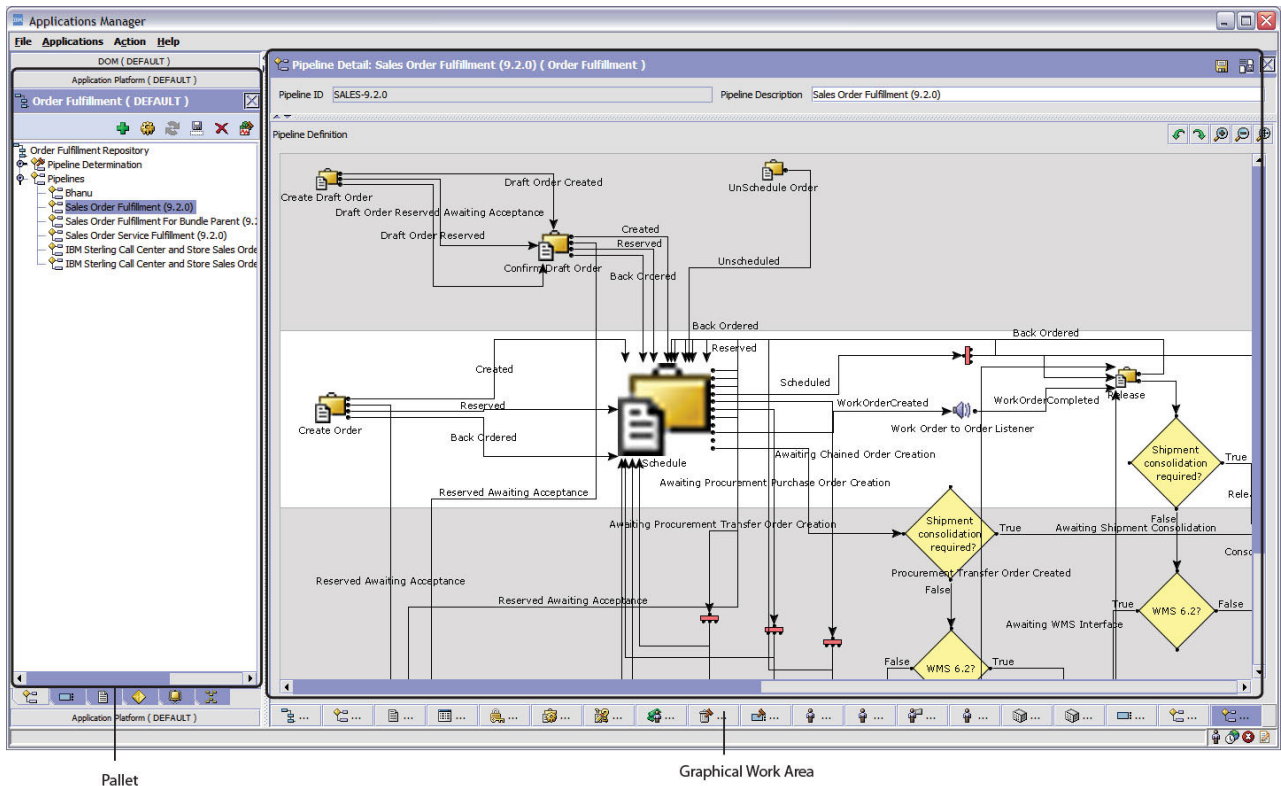 Applications Manager
File Applications Action Help
DOM ( DEFAULT )
Application Platform ( DEFAULT )
Order Fulfillment ( DEFAULT )
Order Fulfillment Repository
Pipeline Determination
Pipelines
Bhanu
Sales Order Fulfillment (9.2.0)
Sales Order Fulfillment For Bundle Parent (9.2
Sales Order Service Fulfillment (9.2.0)
IBM Sterling Call Center and Store Sales Orde
IBM Sterling Call Center and Store Sales Orde
Application Platform ( DEFAULT )
Pipeline Detail: Sales Order Fulfillment (9.2.0) ( Order Fulfillment )
Pipeline ID SALES-9.2.0 Pipeline Description Sales Order Fulfillment (9.2.0)
Pipeline Definition
Create Draft Order
Draft Order Created
UnSchedule Order
Draft Order Reserved Awaiting Acceptance
Draft Order Reserved
Created
Reserved
Confirm Draft Order
Back Ordered
Unscheduled
Back Ordered
Back Ordered
Reserved
Created
Scheduled
Release
Reserved
WorkOrderCreated
WorkOrderCompleted
Create Order
Work Order to Order Listener
Back Ordered
Shipment
consolidation
required?
True
Schedule
Awaiting Chained Order Creation
Awaiting Procurement Purchase Order Creation
Reserved Awaiting Acceptance
Awaiting Procurement Transfer Order Creation
Shipment
consolidation
required?
True
Awaiting Shipment Consolidation
False
Procurement Transfer Order Created
False
Reserved Awaiting Acceptance
Reserved Awaiting Acceptance
True
WMS 6.2?
False
Awaiting WMS Interface
False
WMS 6.2?
True
Pallet
Graphical Work Area